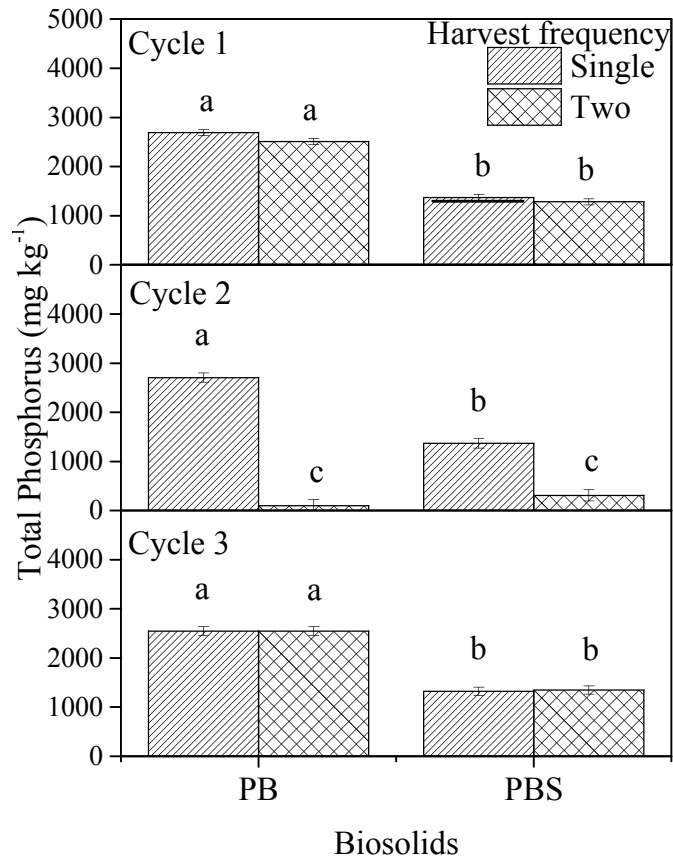 Total Phosphorus (mg kg⁻¹)
Cycle 1
Harvest frequency
Single
Two
5000
4000
3000
2000
1000
0
a
a
b
b
Cycle 2
4000
3000
2000
1000
0
a
c
b
c
Cycle 3
4000
3000
2000
1000
0
a
a
b
b
PB
PBS
Biosolids